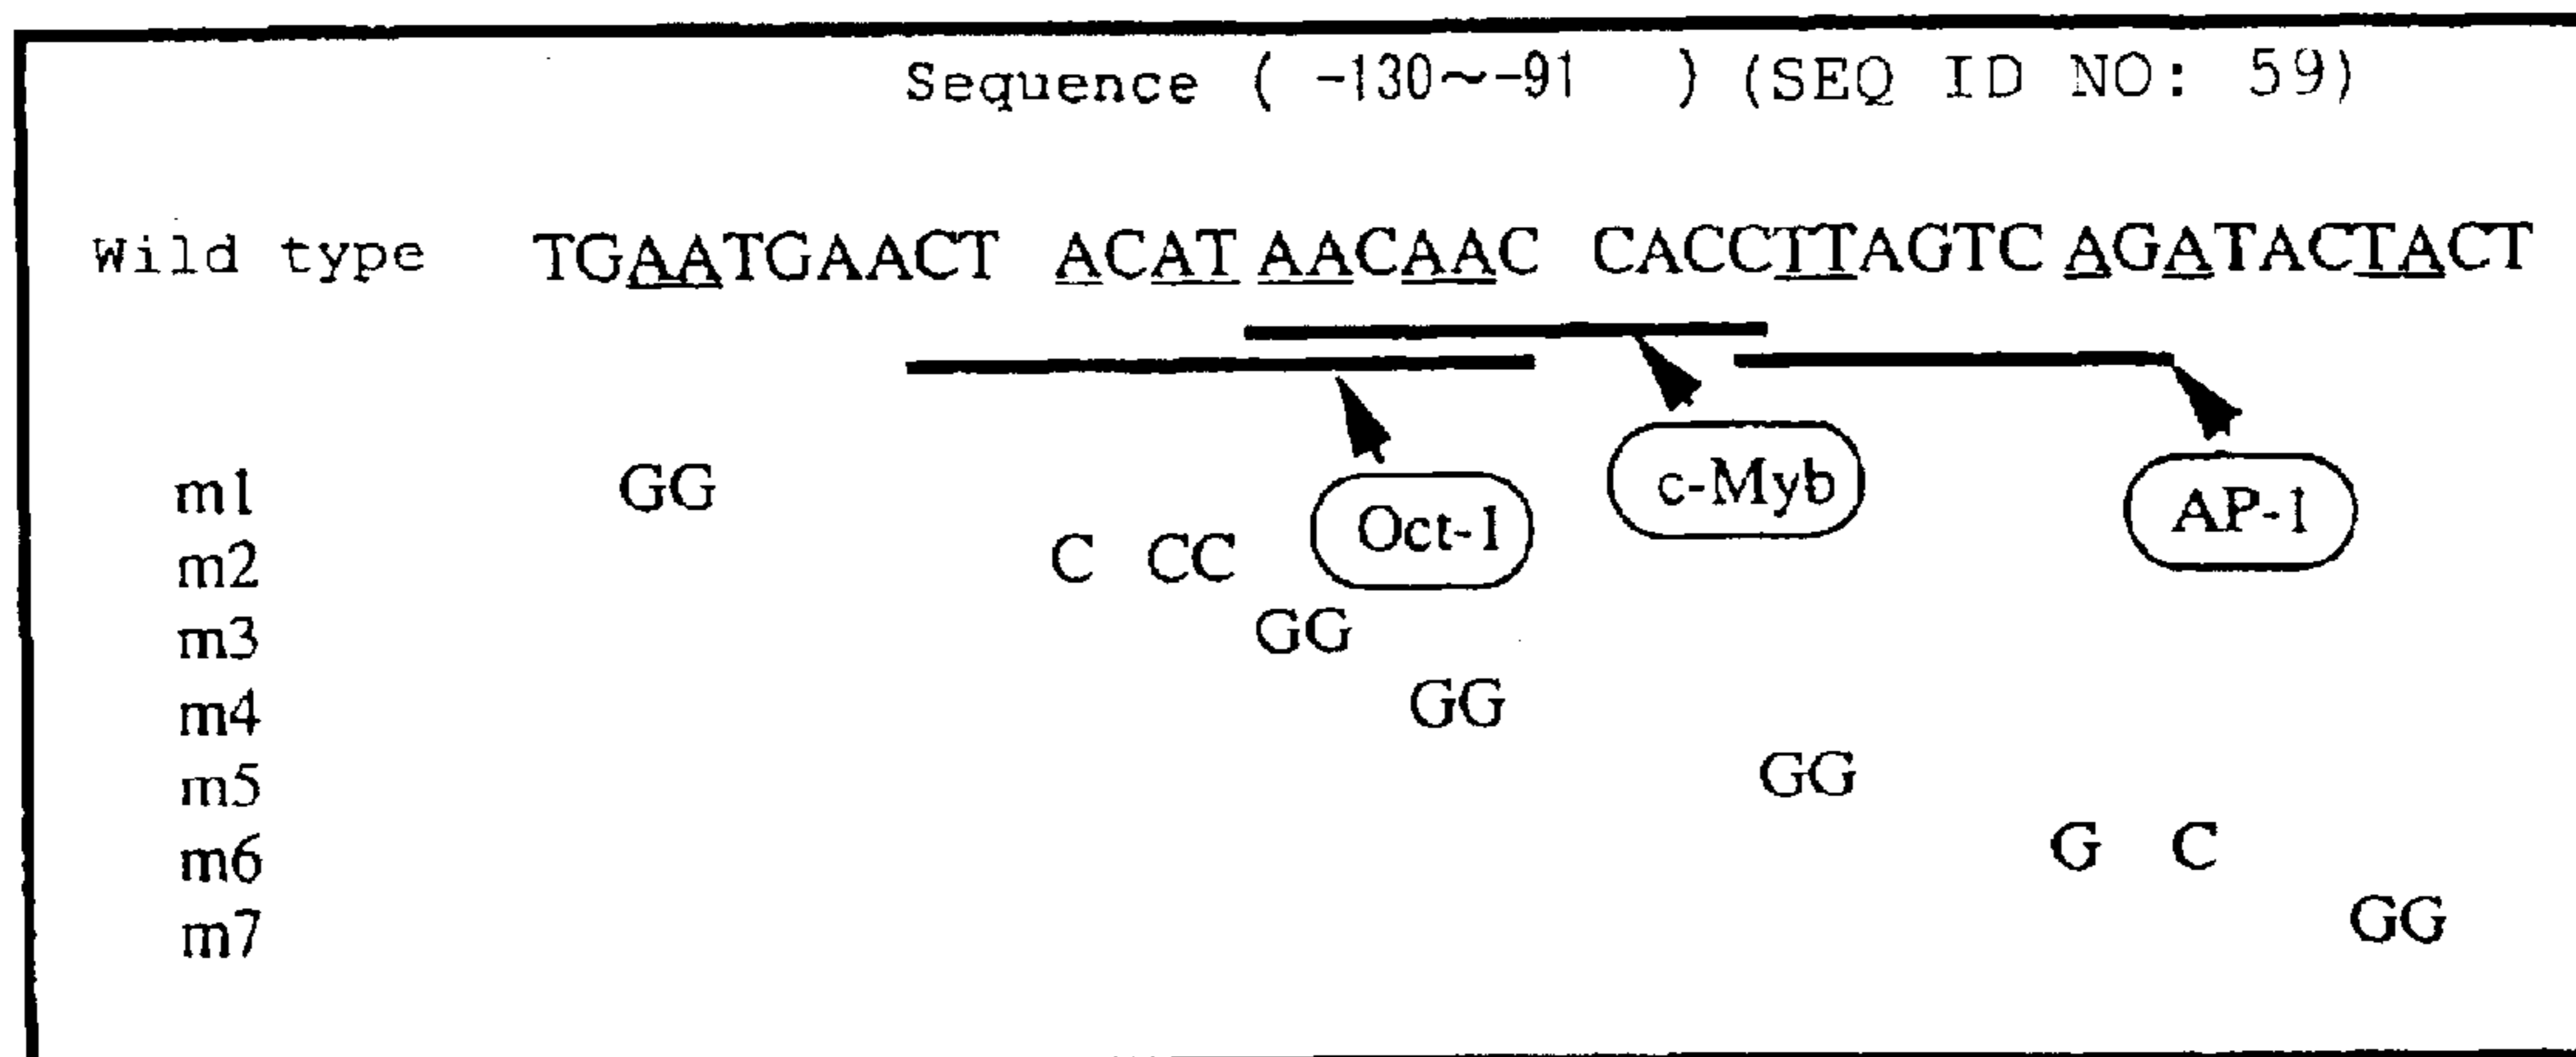 Sequence ( -130~-91 ) (SEQ ID NO: 59)
Wild type TGAATGAACT ACAT AACAAC CACCTTAGTC AGATACTACT
m1 GG
c-Myb
AP-1
Oct-1
m2 C CC
m3 GG
m4 GG
m5 GG
m6 G C
m7 GG